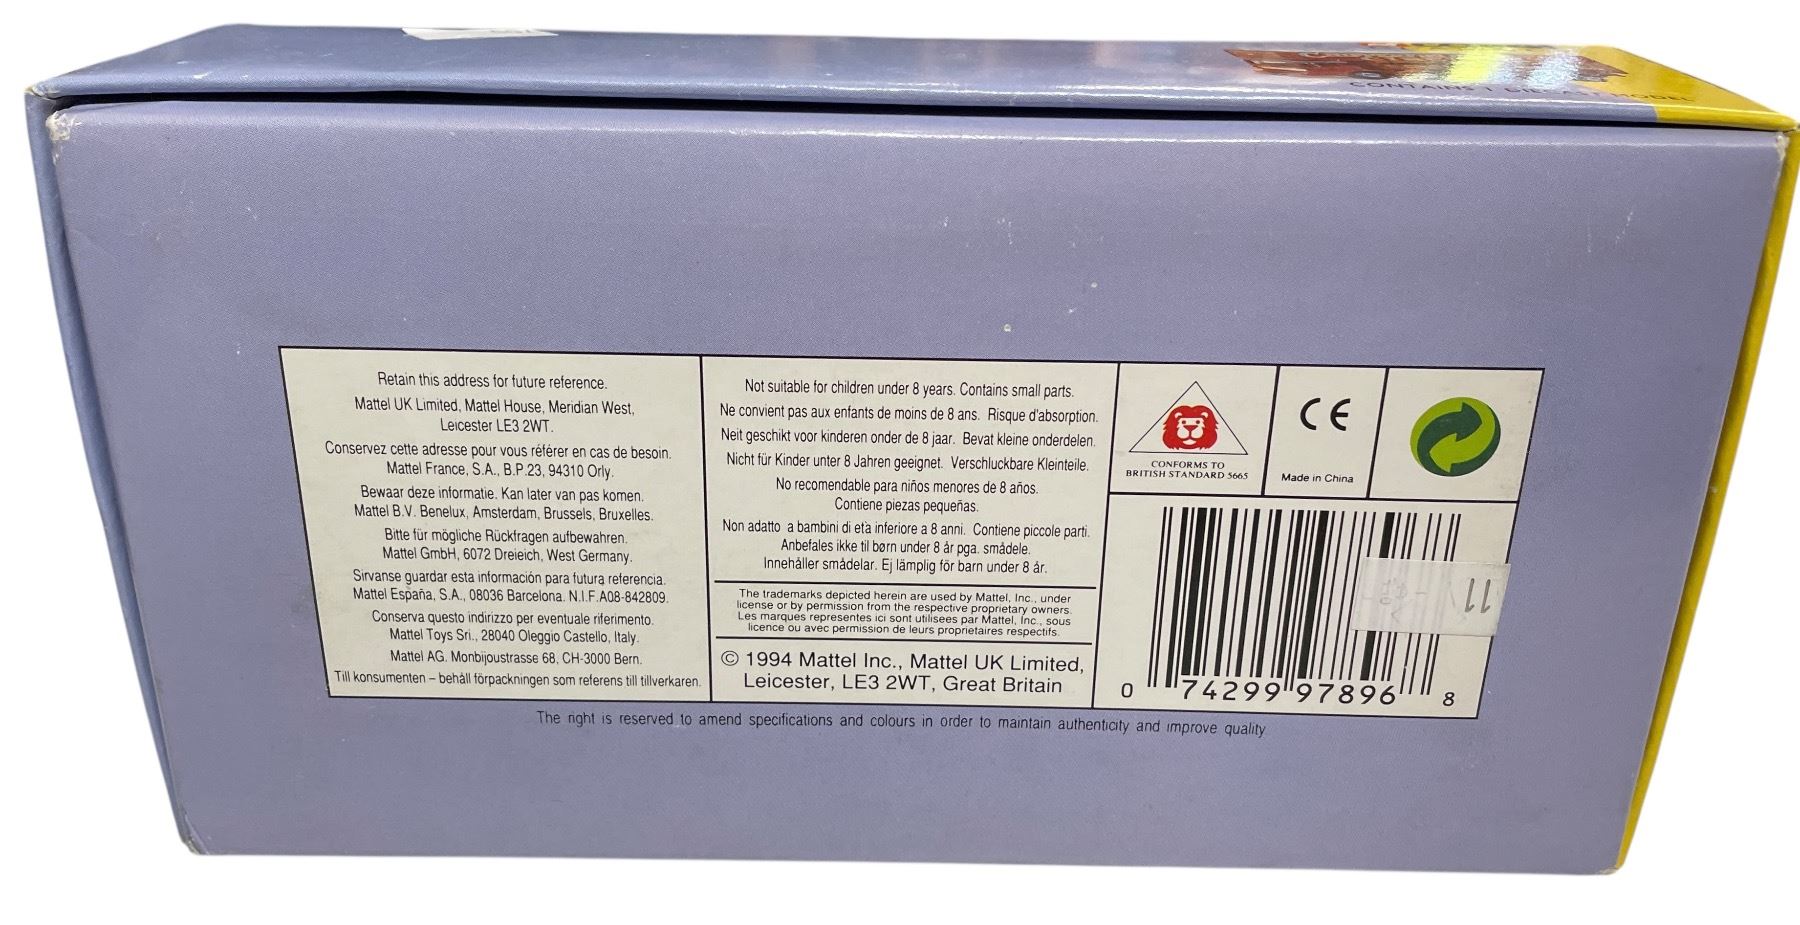 CONTAINS 1 DIECAST MODEL
Retain this address for future reference.
Mattel UK Limited, Mattel House, Meridian West,
Leicester LE3 2WT.
Conservez cette adresse pour vous référer en cas de besoin.
Mattel France, S.A., B.P.23, 94310 Orly.
Bewaar deze informatie. Kan later van pas komen.
Mattel B.V. Benelux, Amsterdam, Brussels, Bruxelles.
Bitte für mögliche Rückfragen aufbewahren.
Mattel GmbH, 6072 Dreieich, West Germany.
Sirvanse guardar esta información para futura referencia.
Mattel España, S.A., 08036 Barcelona. N.I.F.A08-842809.
Conserva questo indirizzo per eventuale riferimento.
Mattel Toys Sri., 28040 Oleggio Castello, Italy.
Mattel AG. Monbijoustrasse 68, CH-3000 Bern.
Till konsumenten – behåll förpackningen som referens till tillverkaren.
Not suitable for children under 8 years. Contains small parts.
Ne convient pas aux enfants de moins de 8 ans. Risque d'absorption.
Neit geschikt voor kinderen onder de 8 jaar. Bevat kleine onderdelen.
Nicht für Kinder unter 8 Jahren geeignet. Verschluckbare Kleinteile.
No recomendable para niños menores de 8 años.
Contiene piezas pequeñas.
Non adatto a bambini di età inferiore a 8 anni. Contiene piccole parti.
Anbefales ikke til børn under 8 år pga. smådele.
Innehåller smådelar. Ej lämplig för barn under 8 år.
The trademarks depicted herein are used by Mattel, Inc., under
license or by permission from the respective proprietary owners.
Les marques representes ici sont utilisees par Mattel, Inc., sous
licence ou avec permission de leurs proprietaires respectifs.
© 1994 Mattel Inc., Mattel UK Limited,
Leicester, LE3 2WT, Great Britain
CONFORMS TO
BRITISH STANDARD 5665
CE
Made in China
11
0 74299 97896 8
The right is reserved to amend specifications and colours in order to maintain authenticity and improve quality